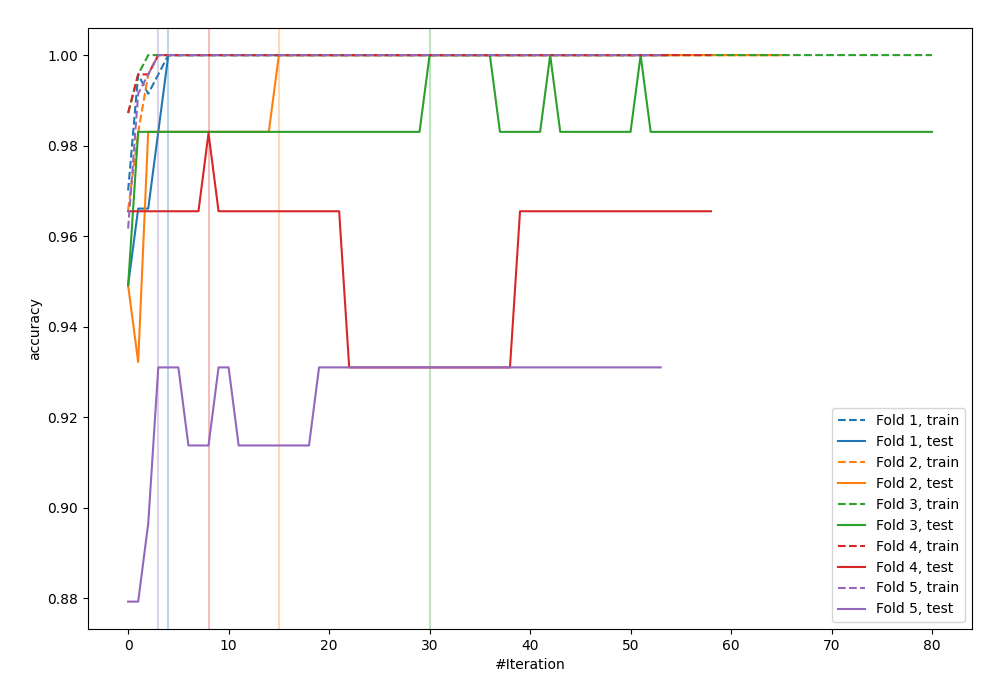 1.00
0.98
0.96
0.94
0.92
0.90
0.88
accuracy
0 10 20 30 40 50 60 70 80
#Iteration
Fold 1, train
Fold 1, test
Fold 2, train
Fold 2, test
Fold 3, train
Fold 3, test
Fold 4, train
Fold 4, test
Fold 5, train
Fold 5, test